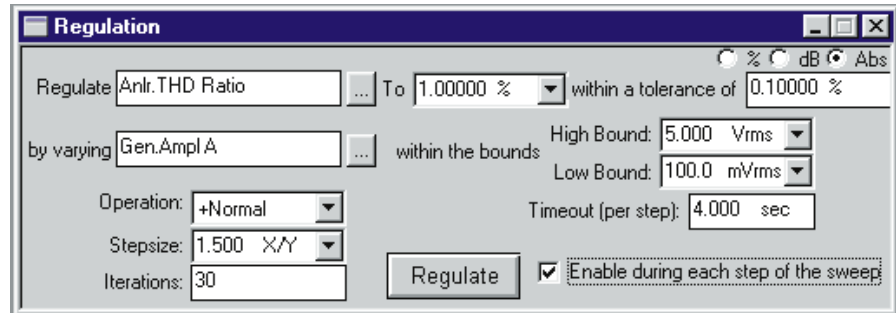 Regulation
% dB Abs
Regulate Anlr.THD Ratio ... To 1.00000 % within a tolerance of 0.10000 %
by varying Gen.Ampl A ... within the bounds High Bound: 5.000 Vrms
Low Bound: 100.0 mVrms
Operation: +Normal Timeout (per step): 4.000 sec
Stepsize: 1.500 X/Y
Iterations: 30 Regulate Enable during each step of the sweep